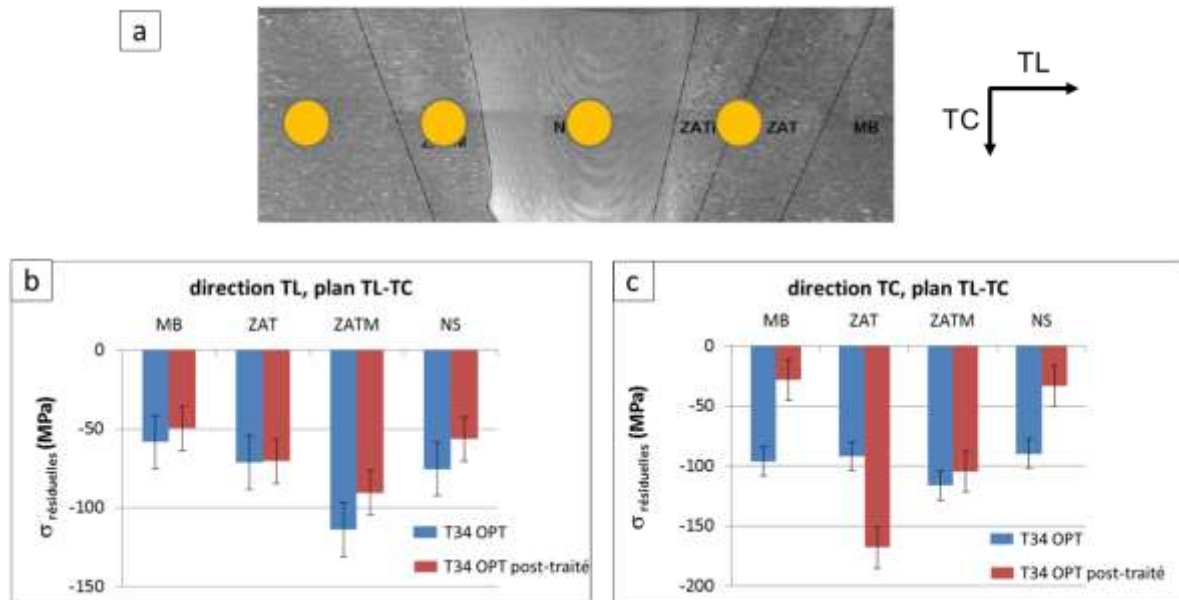 a
TL
TC
N
ZAT
MB
b
direction TL, plan TL-TC
MB ZAT ZATM NS
0
-50
-100
-150
σ résiduelles (MPa)
T34 OPT
T34 OPT post-traité
c
direction TC, plan TL-TC
MB ZAT ZATM NS
0
-50
-100
-150
-200
σ résiduelles (MPa)
T34 OPT
T34 OPT post-traité